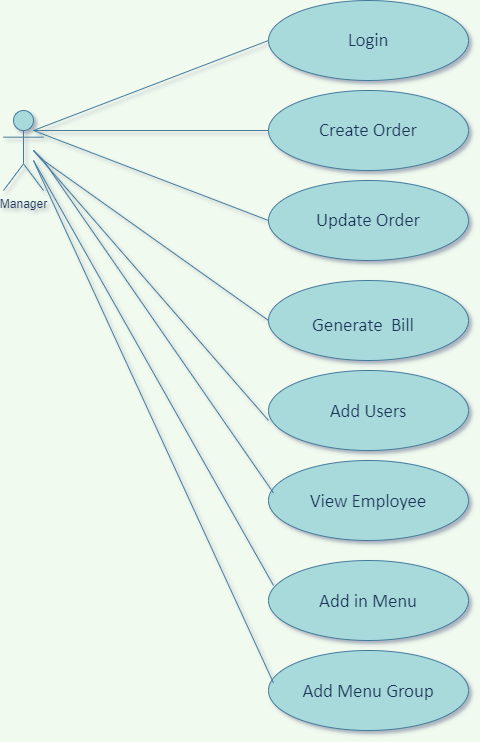 Login
Create Order
Manager
Update Order
Generate  Bill
Add Users
View Employee
Add in Menu
Add Menu Group